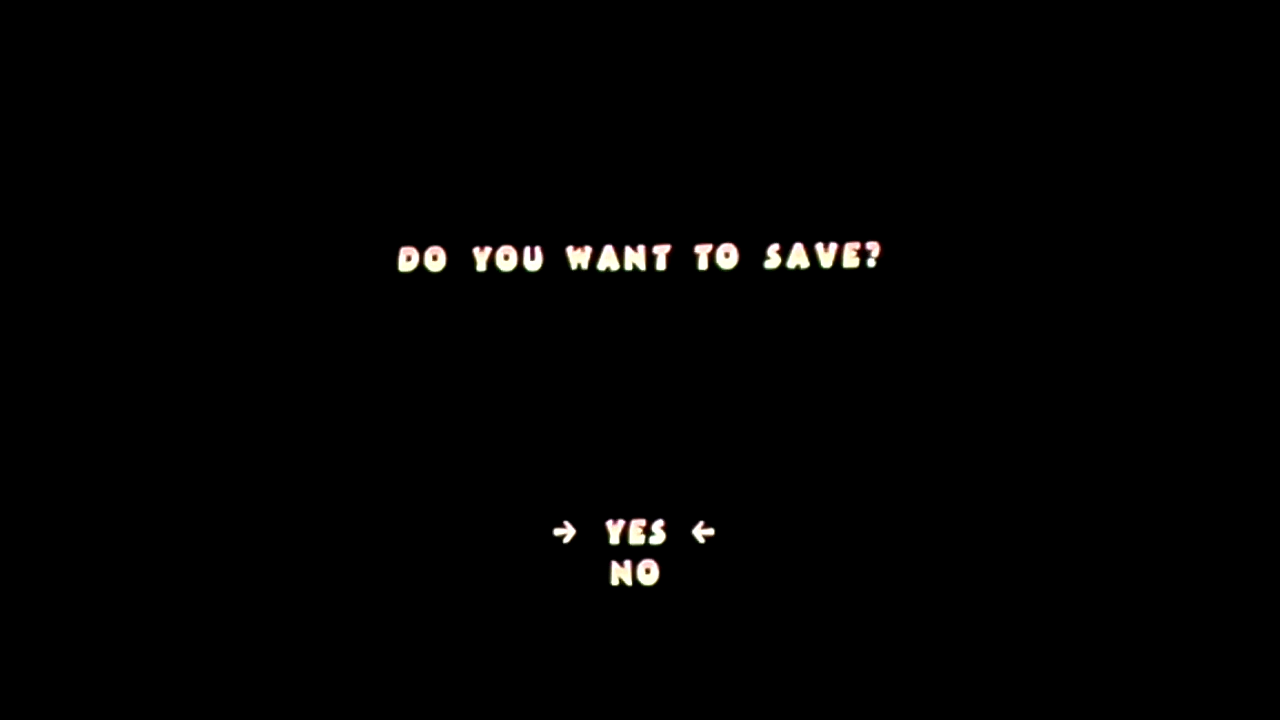 DO YOU WANT TO SAVE?
→ YES ←
NO